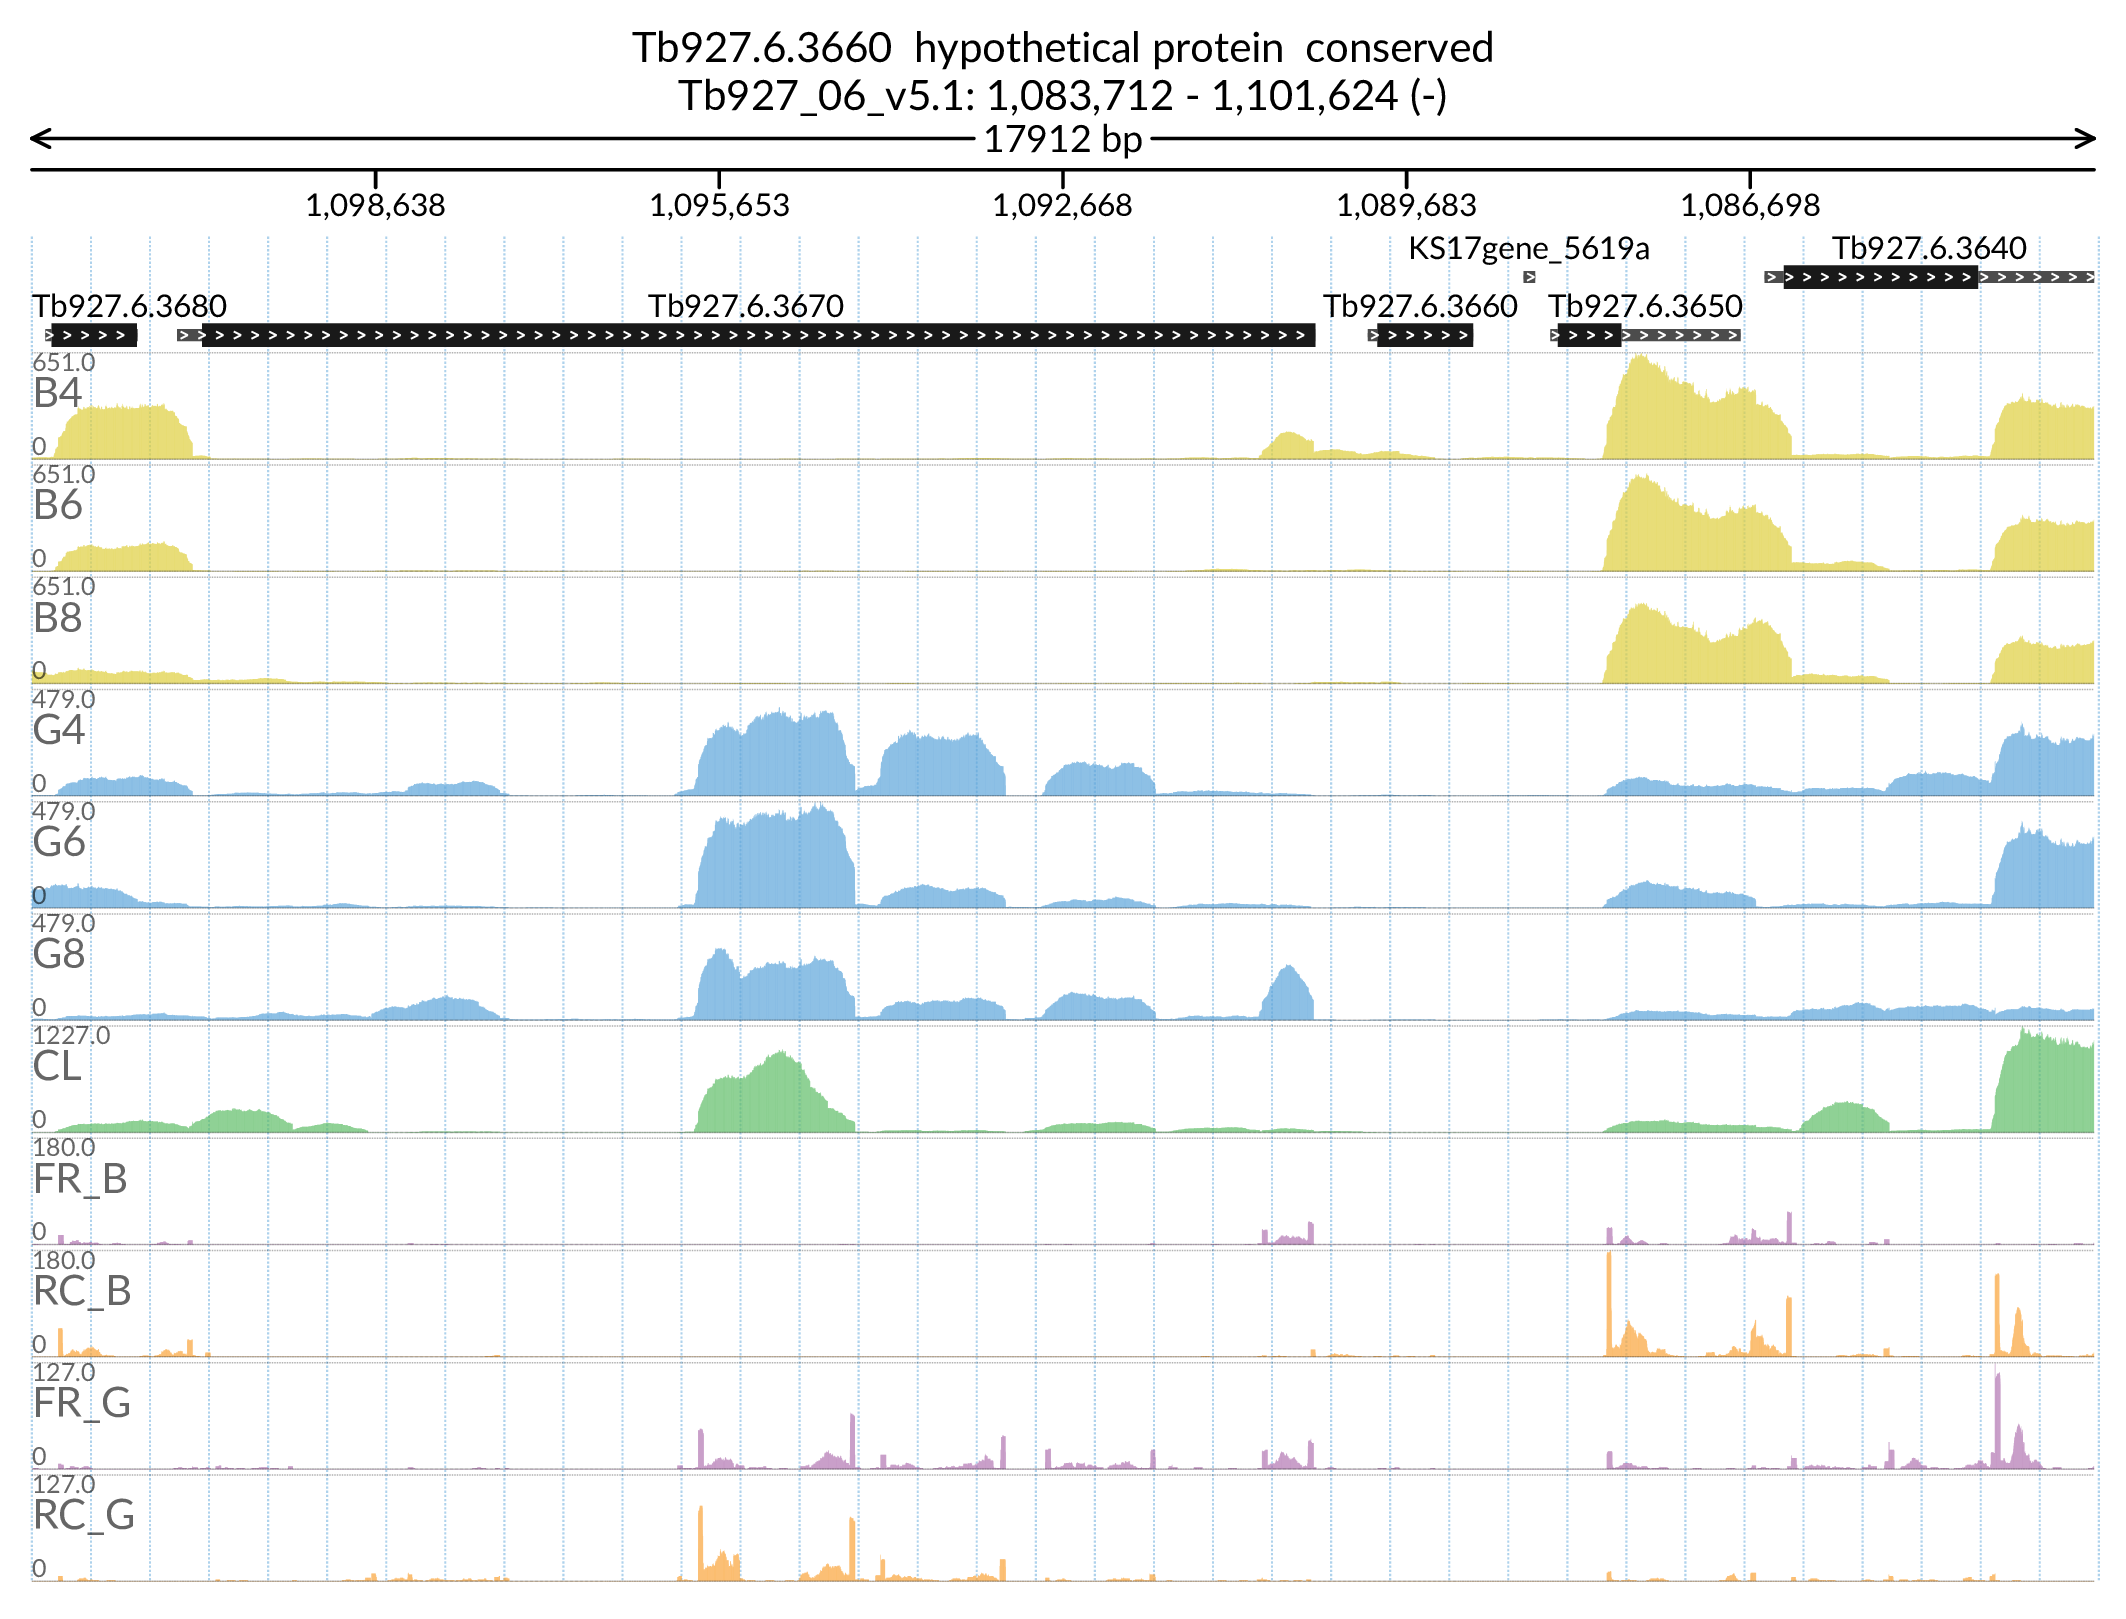 Tb927.6.3660  hypothetical protein  conserved
Tb927_06_v5.1: 1,083,712 - 1,101,624 (-)
17912 bp
1,098,638 1,095,653 1,092,668 1,089,683 1,086,698
KS17gene_5619a Tb927.6.3640
Tb927.6.3680 Tb927.6.3670 Tb927.6.3660 Tb927.6.3650
651.0
B4
0
651.0
B6
0
651.0
B8
0
479.0
G4
0
479.0
G6
0
479.0
G8
0
1227.0
CL
0
180.0
FR_B
0
180.0
RC_B
0
127.0
FR_G
0
127.0
RC_G
0